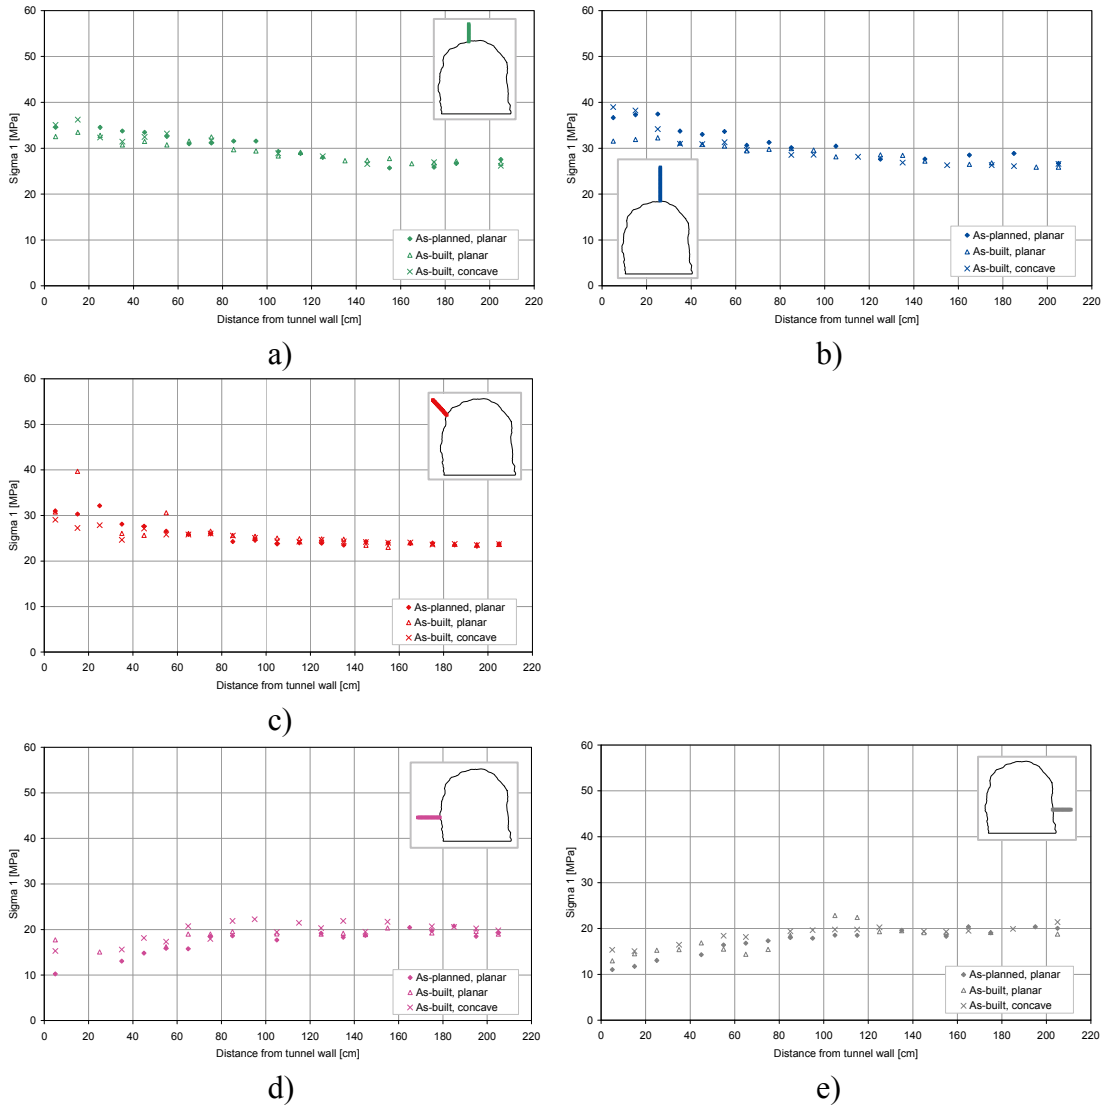 60
50
40
30
20
10
0
Sigma 1 [MPa]
As-planned, planar
As-built, planar
As-built, concave
0 20 40 60 80 100 120 140 160 180 200 220
Distance from tunnel wall [cm]
a)
60
50
40
30
20
10
0
Sigma 1 [MPa]
As-planned, planar
As-built, planar
As-built, concave
0 20 40 60 80 100 120 140 160 180 200 220
Distance from tunnel wall [cm]
b)
60
50
40
30
20
10
0
Sigma 1 [MPa]
As-planned, planar
As-built, planar
As-built, concave
0 20 40 60 80 100 120 140 160 180 200 220
Distance from tunnel wall [cm]
c)
60
50
40
30
20
10
0
Sigma 1 [MPa]
As-planned, planar
As-built, planar
As-built, concave
0 20 40 60 80 100 120 140 160 180 200 220
Distance from tunnel wall [cm]
d)
60
50
40
30
20
10
0
Sigma 1 [MPa]
As-planned, planar
As-built, planar
As-built, concave
0 20 40 60 80 100 120 140 160 180 200 220
Distance from tunnel wall [cm]
e)